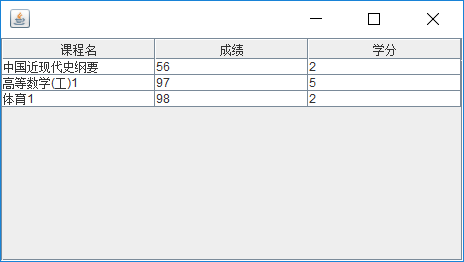 课程名 成绩 学分
中国近现代史纲要 56 2
高等数学(工)1 97 5
体育1 98 2